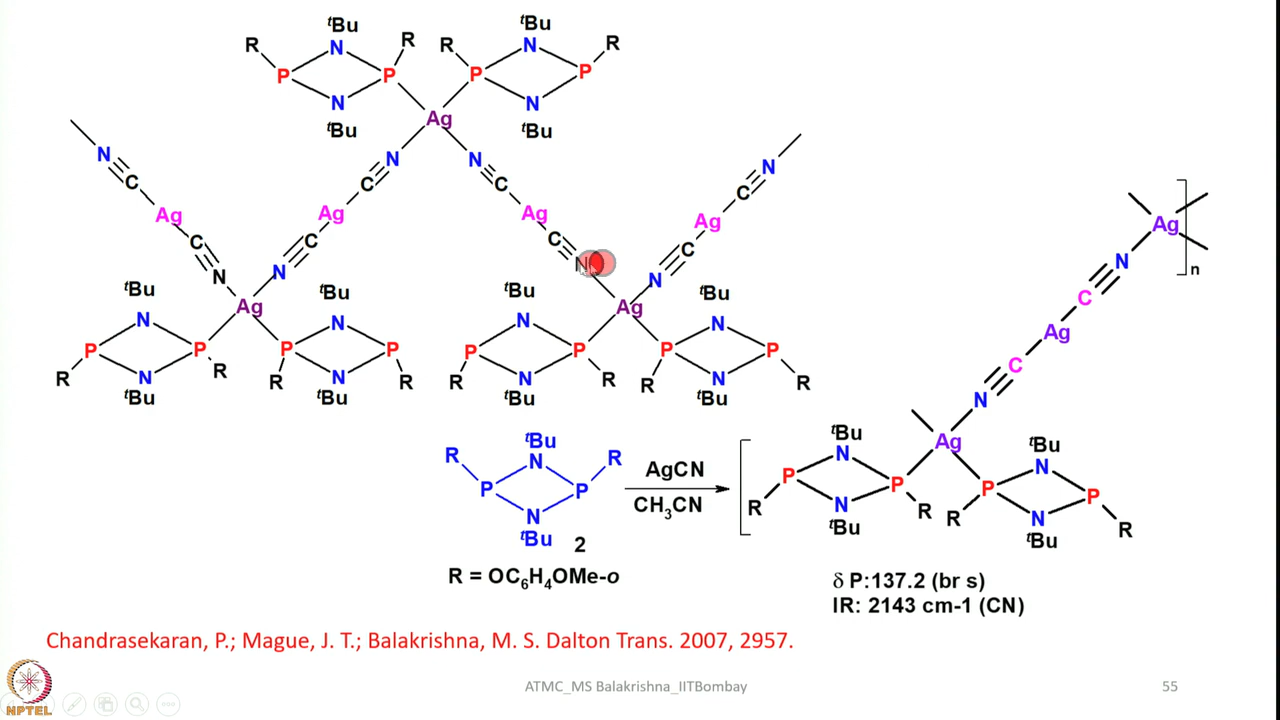 tBu tBu
R R R R
N N
P P P P
N N
tBu tBu
Ag
N N N N
C C C C
Ag Ag Ag Ag
C C C C
N N N N
Ag Ag
tBu tBu tBu tBu
N N N N
P P P P P P P P
R R R R R R R R
N N N N
tBu tBu tBu tBu
tBu
R R
N
P P
N
tBu
2
R = OC6H4OMe-o
AgCN
CH3CN
Ag
n
N
C
Ag
C
N
Ag
tBu tBu
N N
P P P P
R R R R
N N
tBu tBu
δ P:137.2 (br s)
IR: 2143 cm-1 (CN)
Chandrasekaran, P.; Mague, J. T.; Balakrishna, M. S. Dalton Trans. 2007, 2957.
NPTEL
ATMC_MS Balakrishna_IITBombay
55